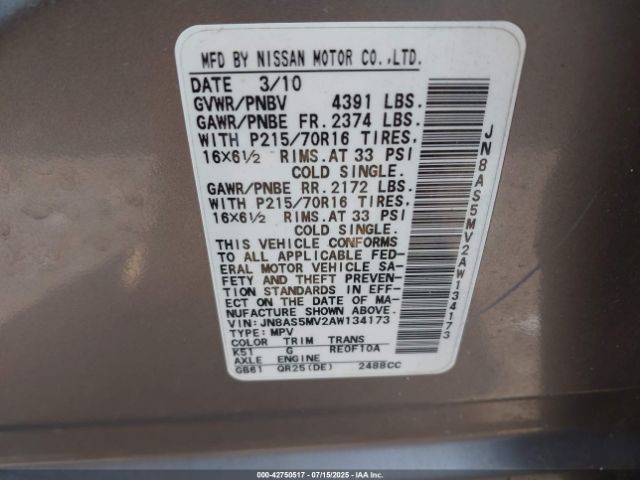 MFD BY NISSAN MOTOR CO.,LTD.
DATE 3/10
GVWR/PNBV 4391 LBS.
GAWR/PNBE FR. 2374 LBS.
WITH P215/70R16 TIRES,
16X6½ RIMS.AT 33 PSI
COLD SINGLE.
GAWR/PNBE RR. 2172 LBS.
WITH P215/70R16 TIRES,
16X6½ RIMS.AT 33 PSI
COLD SINGLE.
THIS VEHICLE CONFORMS
TO ALL APPLICABLE FED-
ERAL MOTOR VEHICLE SA-
FETY AND THEFT PREVEN-
TION STANDARDS IN EFF-
ECT ON THE DATE OF MA-
NUFACTURE SHOWN ABOVE.
VIN: JN8AS5MV2AW134173
TYPE: MPV
COLOR TRIM TRANS
K51 G RE0F10A
AXLE ENGINE
GB61 QR25(DE) 2488CC
JN8AS5MV2AW134173
000-42750517 - 07/15/2025 - IAAI.COM